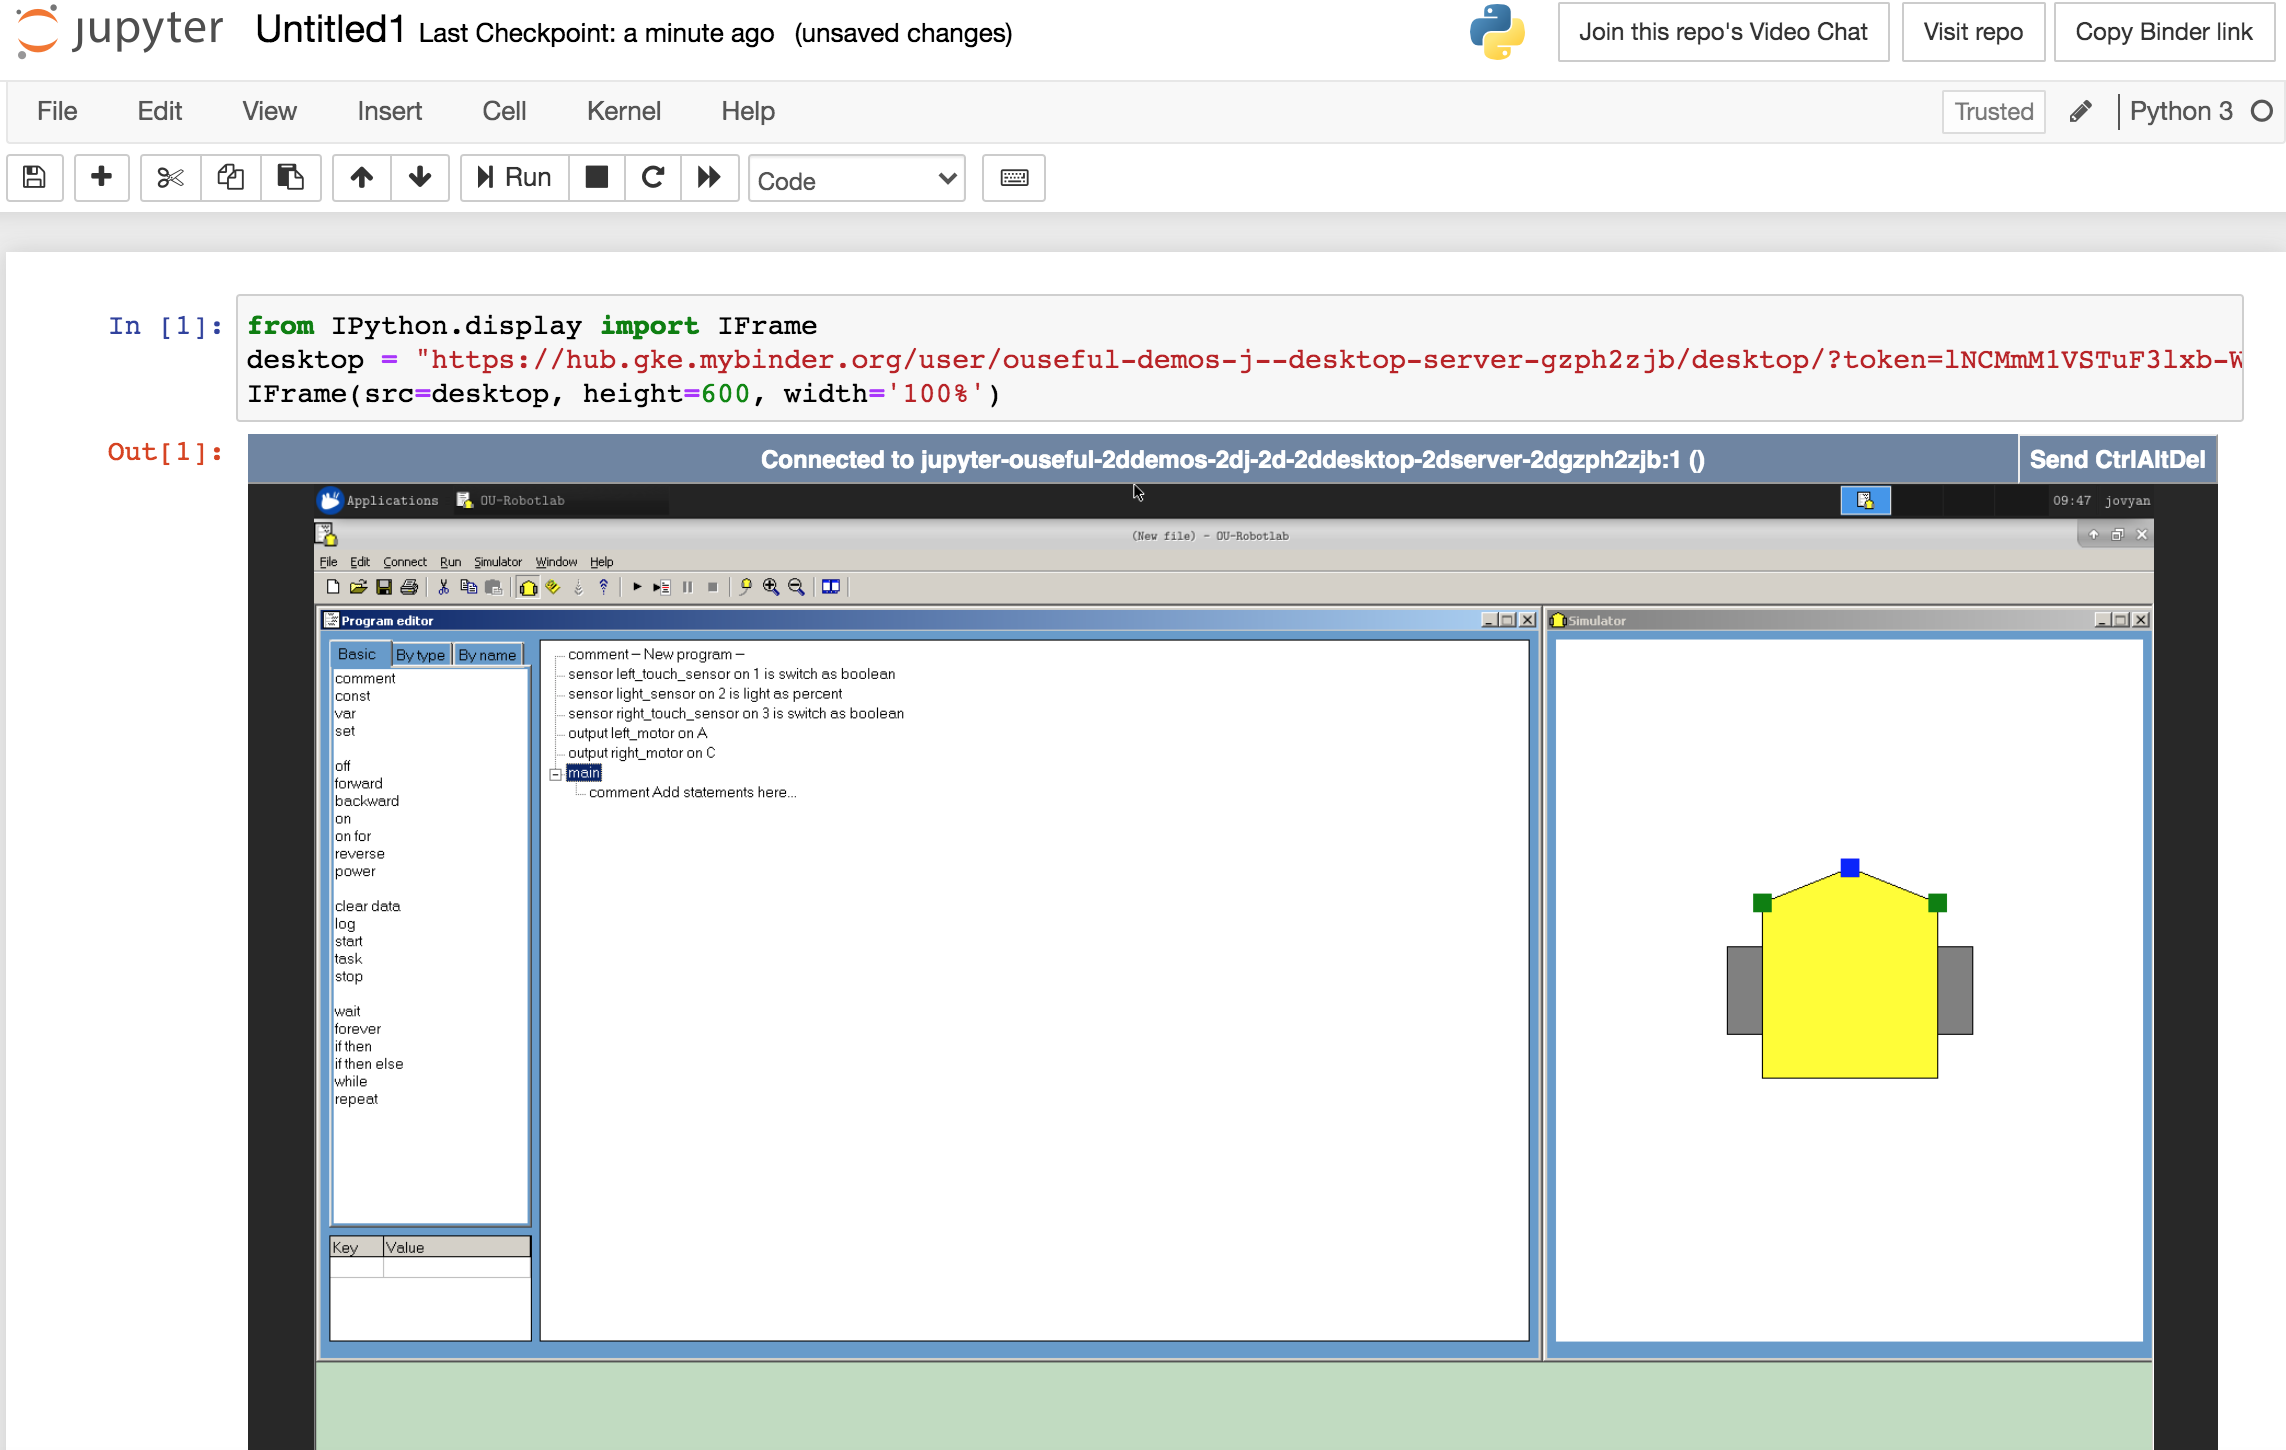 jupyter Untitled1 Last Checkpoint: a minute ago (unsaved changes)
Join this repo's Video Chat
Visit repo
Copy Binder link
File Edit View Insert Cell Kernel Help
Trusted
Python 3
Run
Code
In [1]:
from IPython.display import IFrame
desktop = "https://hub.gke.mybinder.org/user/ouseful-demos-j--desktop-server-gzph2zjb/desktop/?token=lNCMmM1VSTuF3lxb-W
IFrame(src=desktop, height=600, width='100%')
Out[1]:
Connected to jupyter-ouseful-2ddemos-2dj-2d-2ddesktop-2dserver-2dgzph2zjb:1 ()
Send CtrlAltDel
Applications
OU-Robotlab
09:47 jovyan
(New file) - OU-Robotlab
File Edit Connect Run Simulator Window Help
Program editor
Basic
By type
By name
comment
const
var
set
off
forward
backward
on
on for
reverse
power
clear data
log
start
task
stop
wait
forever
if then
if then else
while
repeat
Key
Value
comment – New program –
sensor left_touch_sensor on 1 is switch as boolean
sensor light_sensor on 2 is light as percent
sensor right_touch_sensor on 3 is switch as boolean
output left_motor on A
output right_motor on C
main
comment Add statements here...
Simulator